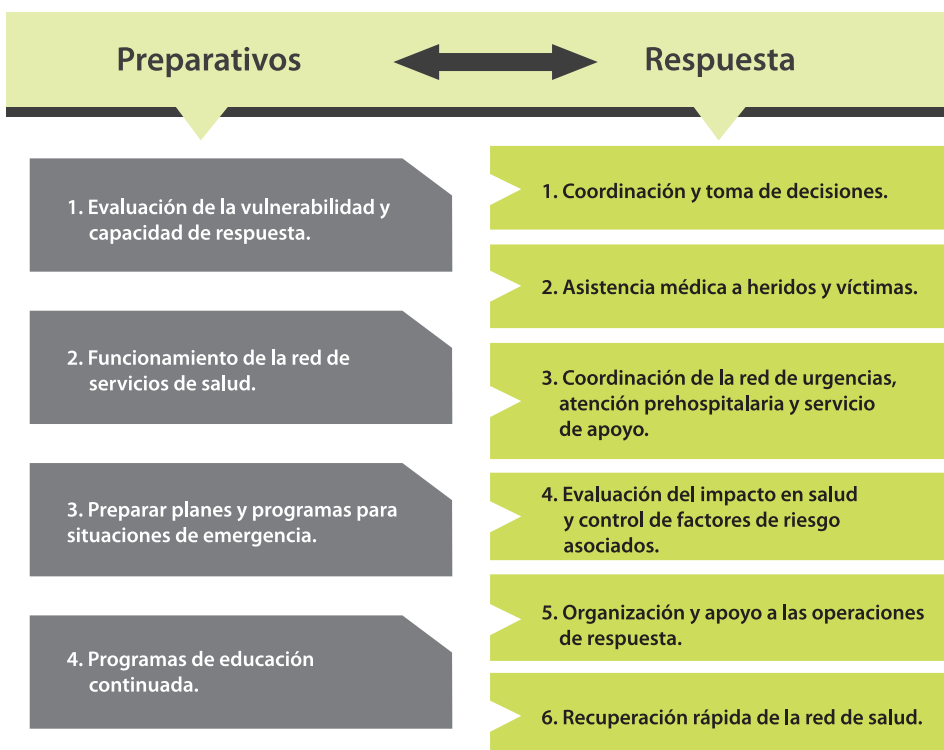 Preparativos
Respuesta
1. Evaluación de la vulnerabilidad y
capacidad de respuesta.
2. Funcionamiento de la red de
servicios de salud.
3. Preparar planes y programas para
situaciones de emergencia.
4. Programas de educación
continuada.
1. Coordinación y toma de decisiones.
2. Asistencia médica a heridos y víctimas.
3. Coordinación de la red de urgencias,
atención prehospitalaria y servicio
de apoyo.
4. Evaluación del impacto en salud
y control de factores de riesgo
asociados.
5. Organización y apoyo a las operaciones
de respuesta.
6. Recuperación rápida de la red de salud.